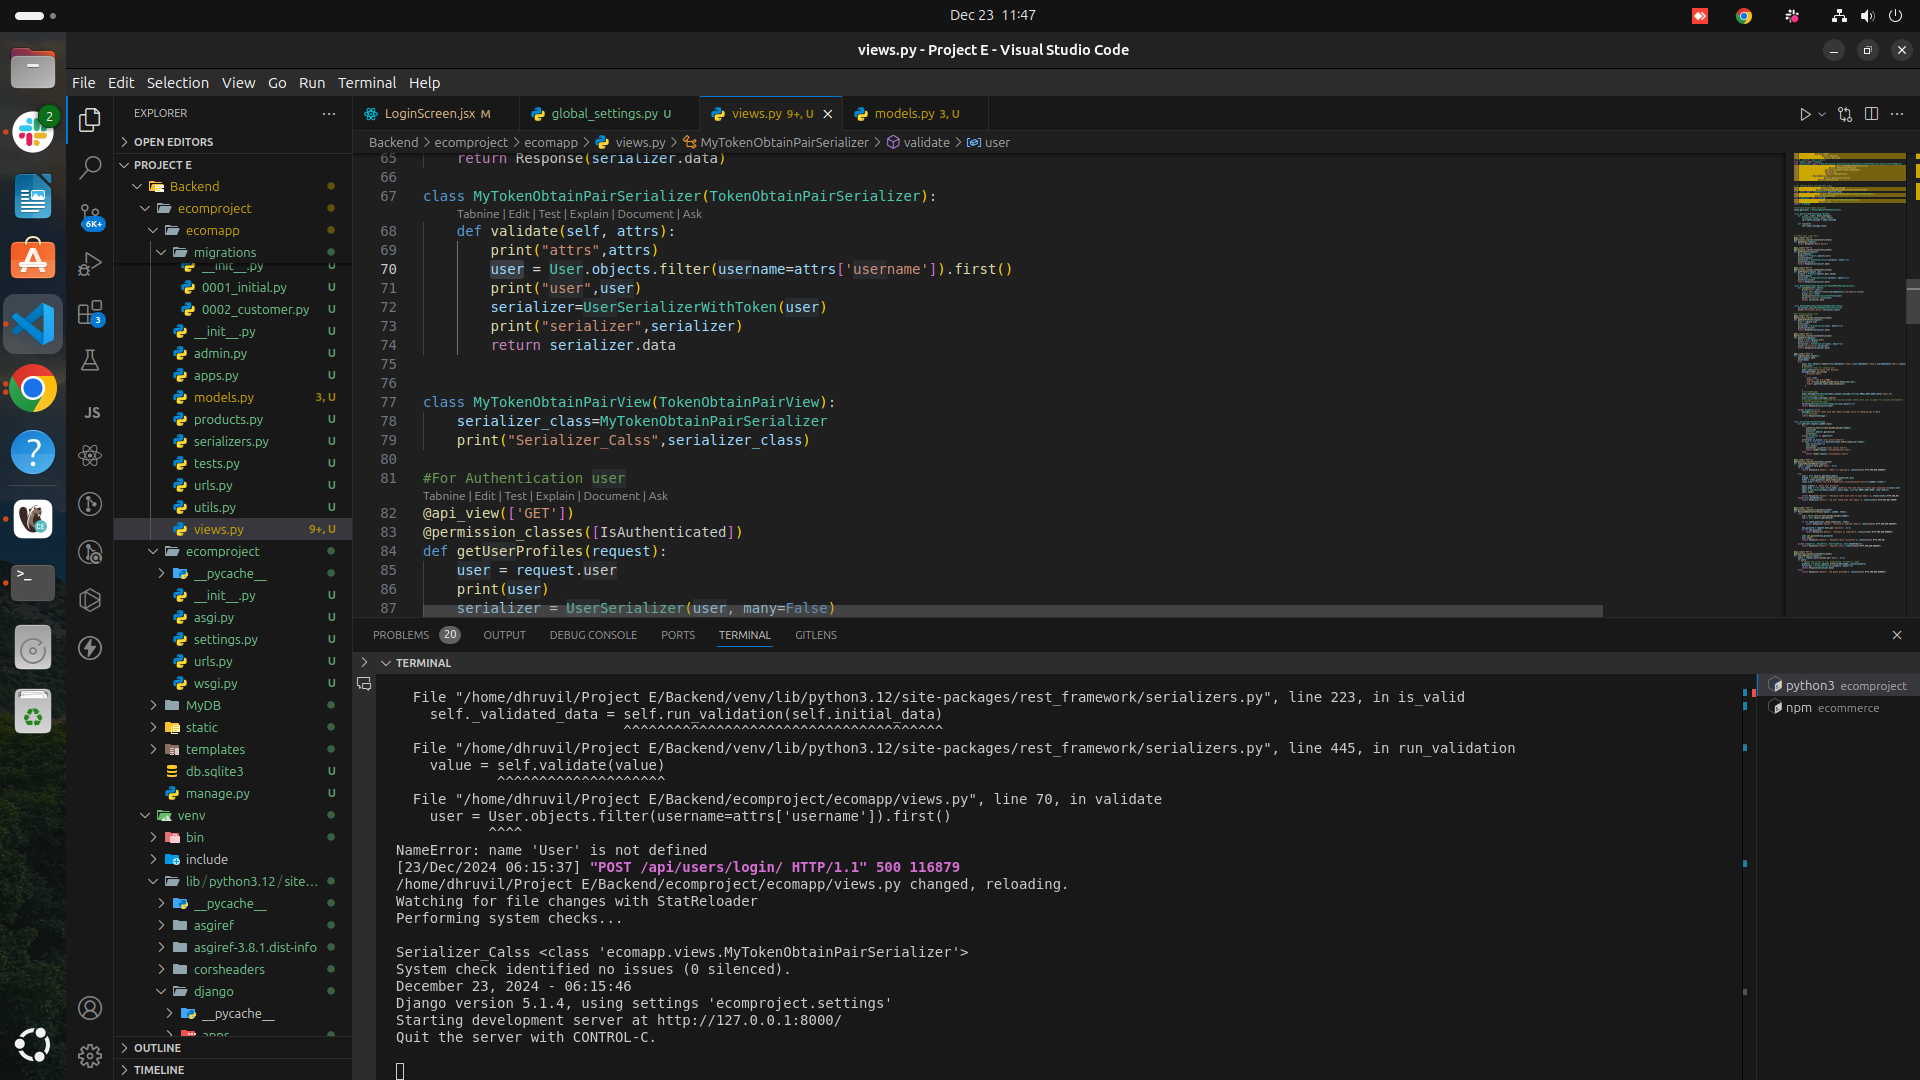 Dec 23 11:47
views.py - Project E - Visual Studio Code
File Edit Selection View Go Run Terminal Help
EXPLORER
LoginScreen.jsx M
global_settings.py U
views.py 9+, U
models.py 3, U
OPEN EDITORS
Backend > ecomproject > ecomapp > views.py > MyTokenObtainPairSerializer > validate > user
PROJECT E
Backend
ecomproject
ecomapp
migrations
__init__.py U
0001_initial.py U
0002_customer.py U
__init__.py U
admin.py U
apps.py U
models.py 3, U
products.py U
serializers.py U
tests.py U
urls.py U
utils.py U
views.py 9+, U
ecomproject
__pycache__
__init__.py U
asgi.py U
settings.py U
urls.py U
wsgi.py U
MyDB
static
templates
db.sqlite3 U
manage.py U
venv
bin
include
lib / python3.12 / site...
__pycache__
asgiref
asgiref-3.8.1.dist-info
corsheaders
django
__pycache__
apps
OUTLINE
TIMELINE
2
6K+
3
JS
65 return Response(serializer.data)
66
67 class MyTokenObtainPairSerializer(TokenObtainPairSerializer):
Tabnine | Edit | Test | Explain | Document | Ask
68 def validate(self, attrs):
69 print("attrs",attrs)
70 user = User.objects.filter(username=attrs['username']).first()
71 print("user",user)
72 serializer=UserSerializerWithToken(user)
73 print("serializer",serializer)
74 return serializer.data
75
76
77 class MyTokenObtainPairView(TokenObtainPairView):
78 serializer_class=MyTokenObtainPairSerializer
79 print("Serializer_Calss",serializer_class)
80
81 #For Authentication user
Tabnine | Edit | Test | Explain | Document | Ask
82 @api_view(['GET'])
83 @permission_classes([IsAuthenticated])
84 def getUserProfiles(request):
85 user = request.user
86 print(user)
87 serializer = UserSerializer(user, many=False)
PROBLEMS 20 OUTPUT DEBUG CONSOLE PORTS TERMINAL GITLENS
TERMINAL
File "/home/dhruvil/Project E/Backend/venv/lib/python3.12/site-packages/rest_framework/serializers.py", line 223, in is_valid
self._validated_data = self.run_validation(self.initial_data)
^^^^^^^^^^^^^^^^^^^^^^^^^^^^^^^^^^^^^^
File "/home/dhruvil/Project E/Backend/venv/lib/python3.12/site-packages/rest_framework/serializers.py", line 445, in run_validation
value = self.validate(value)
^^^^^^^^^^^^^^^^^^^^
File "/home/dhruvil/Project E/Backend/ecomproject/ecomapp/views.py", line 70, in validate
user = User.objects.filter(username=attrs['username']).first()
^^^^
NameError: name 'User' is not defined
[23/Dec/2024 06:15:37] "POST /api/users/login/ HTTP/1.1" 500 116879
/home/dhruvil/Project E/Backend/ecomproject/ecomapp/views.py changed, reloading.
Watching for file changes with StatReloader
Performing system checks...
Serializer_Calss <class 'ecomapp.views.MyTokenObtainPairSerializer'>
System check identified no issues (0 silenced).
December 23, 2024 - 06:15:46
Django version 5.1.4, using settings 'ecomproject.settings'
Starting development server at http://127.0.0.1:8000/
Quit the server with CONTROL-C.
python3 ecomproject
npm ecommerce